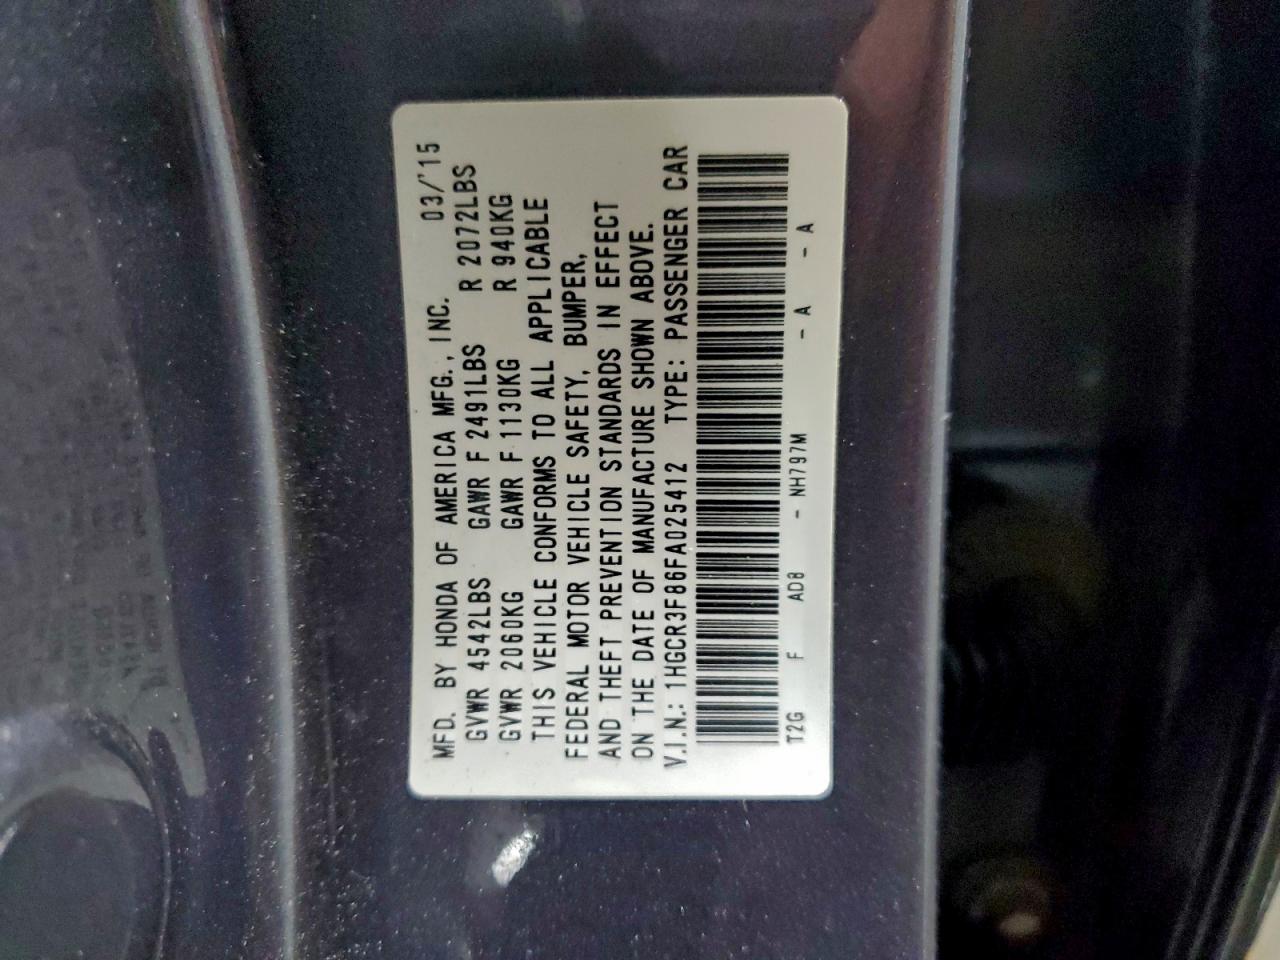 MFD. BY HONDA OF AMERICA MFG., INC. 03/'15
GVWR 4542LBS GAWR F 2491LBS R 2072LBS
GVWR 2060KG GAWR F 1130KG R 940KG
THIS VEHICLE CONFORMS TO ALL APPLICABLE
FEDERAL MOTOR VEHICLE SAFETY, BUMPER,
AND THEFT PREVENTION STANDARDS IN EFFECT
ON THE DATE OF MANUFACTURE SHOWN ABOVE.
V.I.N.: 1HGCR3F86FA025412 TYPE: PASSENGER CAR
T2G F AD8 - NH797M - A - A